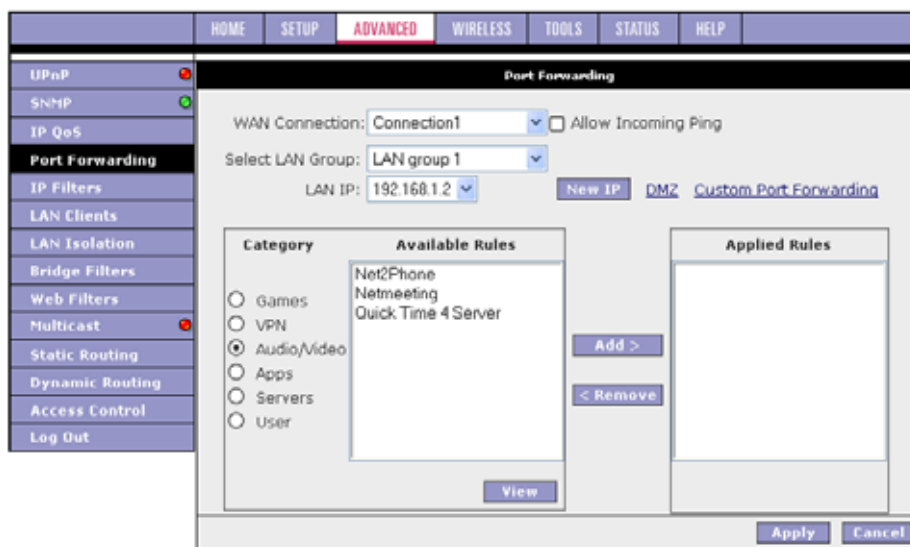 HOME SETUP ADVANCED WIRELESS TOOLS STATUS HELP
UPnP
SNMP
IP QoS
Port Forwarding
IP Filters
LAN Clients
LAN Isolation
Bridge Filters
Web Filters
Multicast
Static Routing
Dynamic Routing
Access Control
Log Out
Port Forwarding
WAN Connection: Connection1 Allow Incoming Ping
Select LAN Group: LAN group 1
LAN IP: 192.168.1.2 New IP DMZ Custom Port Forwarding
Category
Games
VPN
Audio/Video
Apps
Servers
User
Available Rules
Net2Phone
Netmeeting
Quick Time 4 Server
View
Add >
< Remove
Applied Rules
Apply Cancel